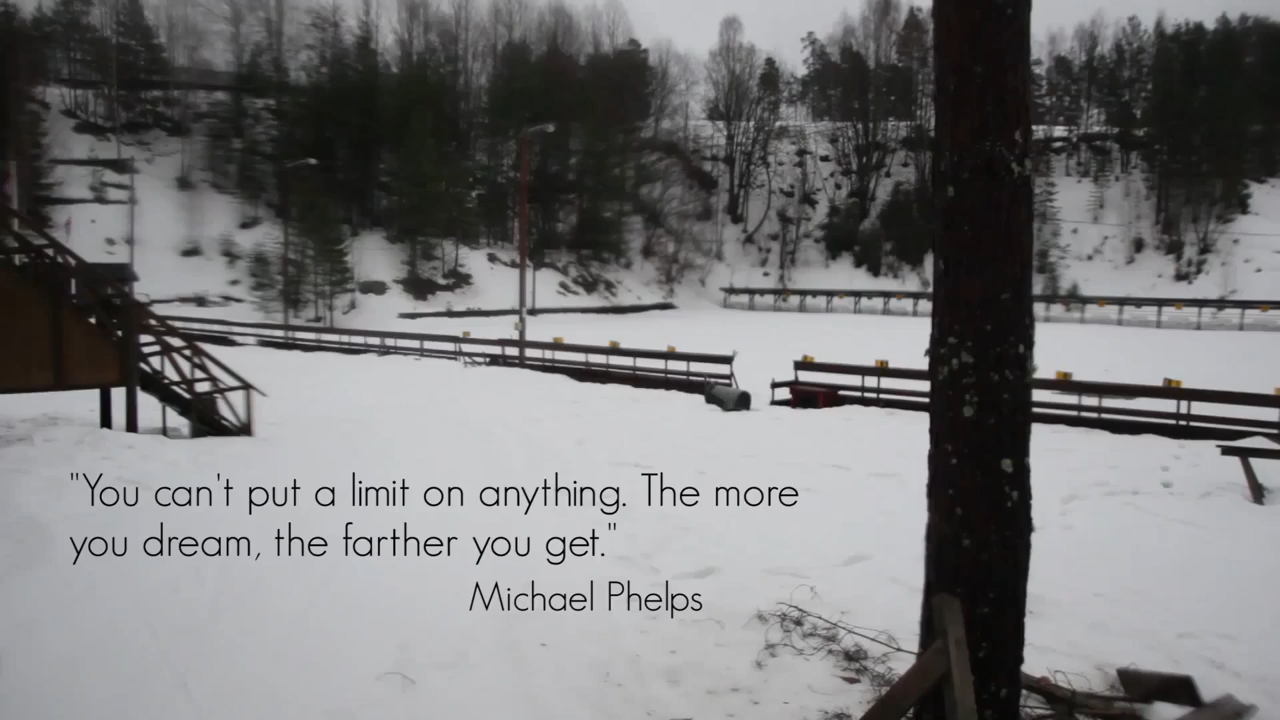 "You can't put a limit on anything. The more
you dream, the farther you get."
Michael Phelps